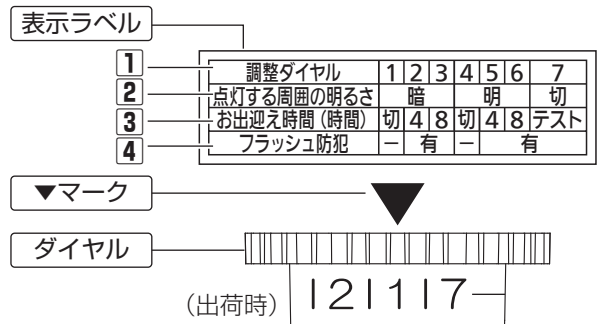 表示ラベル
1 調整ダイヤル 1 2 3 4 5 6 7
2 点灯する周囲の明るさ 暗 明 切
3 お出迎え時間(時間) 切 4 8 切 4 8 テスト
4 フラッシュ防犯 − 有 − 有
▼マーク
ダイヤル
(出荷時) 121117